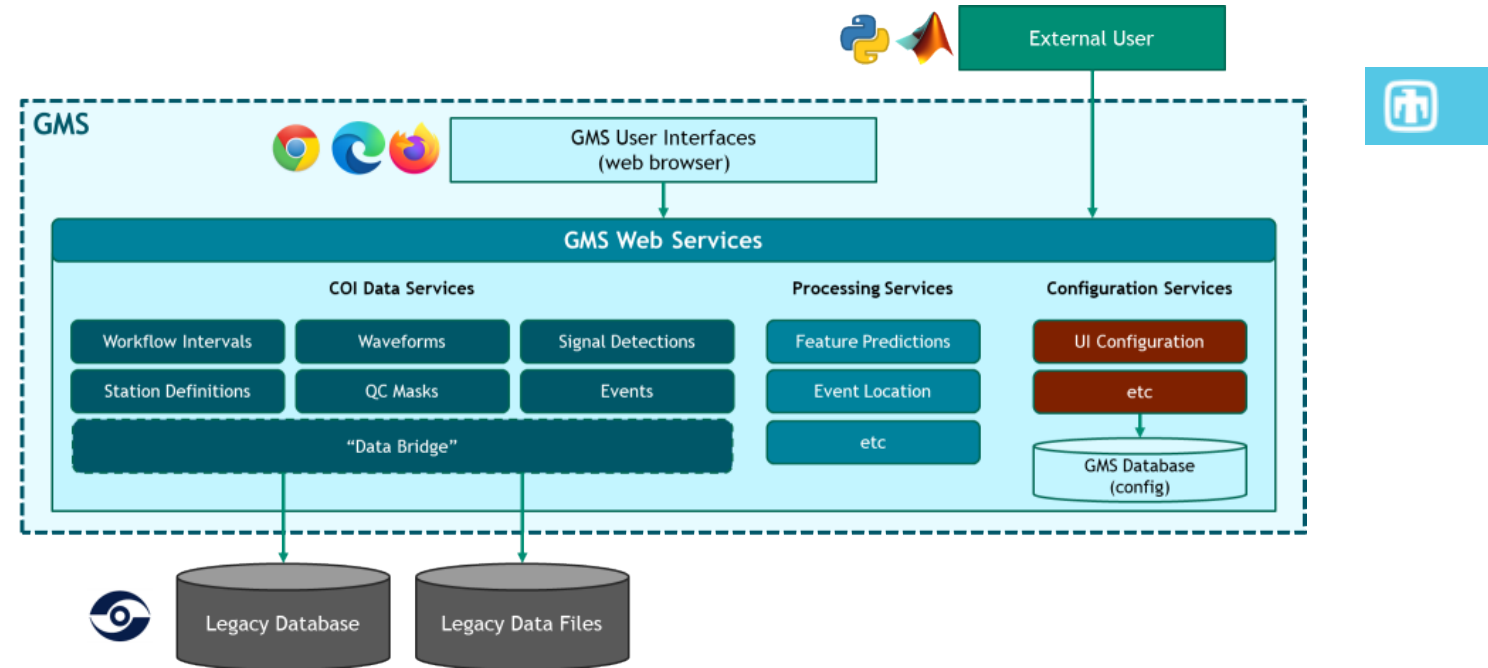 External User
GMS
GMS User Interfaces
(web browser)
GMS Web Services
COI Data Services
Processing Services
Configuration Services
Workflow Intervals
Waveforms
Signal Detections
Feature Predictions
UI Configuration
Station Definitions
QC Masks
Events
Event Location
etc
“Data Bridge”
etc
GMS Database
(config)
Legacy Database
Legacy Data Files